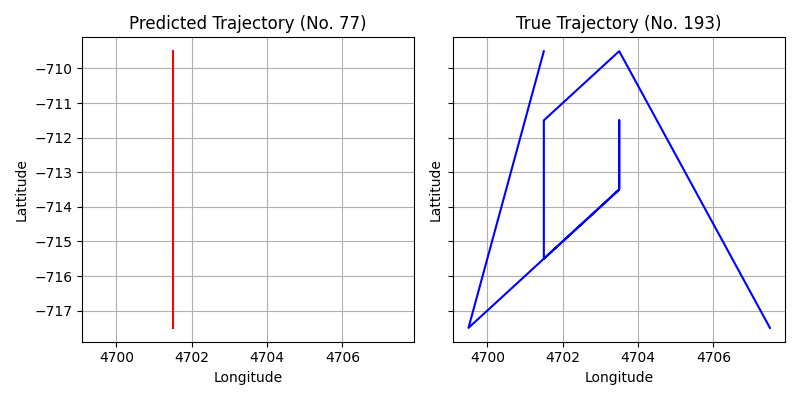 Predicted Trajectory (No. 77)
Lattitude
−710
−711
−712
−713
−714
−715
−716
−717
4700 4702 4704 4706
Longitude
True Trajectory (No. 193)
Lattitude
4700 4702 4704 4706
Longitude